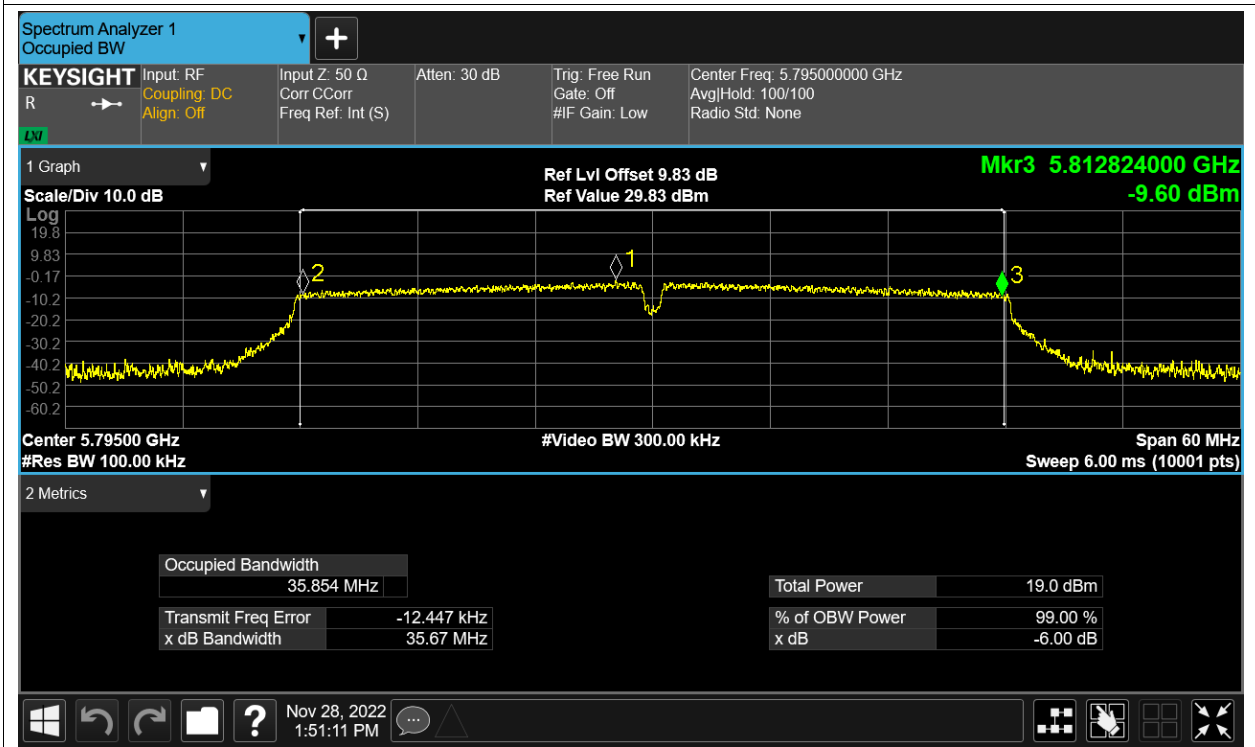 Spectrum Analyzer 1
Occupied BW
▼
+
KEYSIGHT
R
LXI
Input: RF
Coupling: DC
Align: Off
Input Z: 50 Ω
Corr CCorr
Freq Ref: Int (S)
Atten: 30 dB
Trig: Free Run
Gate: Off
#IF Gain: Low
Center Freq: 5.795000000 GHz
Avg|Hold: 100/100
Radio Std: None
1 Graph
Scale/Div 10.0 dB
Ref Lvl Offset 9.83 dB
Ref Value 29.83 dBm
Mkr3 5.812824000 GHz
-9.60 dBm
Log
19.8
9.83
-0.17
-10.2
-20.2
-30.2
-40.2
-50.2
-60.2
2
1
3
Center 5.79500 GHz
#Res BW 100.00 kHz
#Video BW 300.00 kHz
Span 60 MHz
Sweep 6.00 ms (10001 pts)
2 Metrics
Occupied Bandwidth
35.854 MHz
Transmit Freq Error -12.447 kHz
x dB Bandwidth 35.67 MHz
Total Power 19.0 dBm
% of OBW Power 99.00 %
x dB -6.00 dB
?
Nov 28, 2022
1:51:11 PM